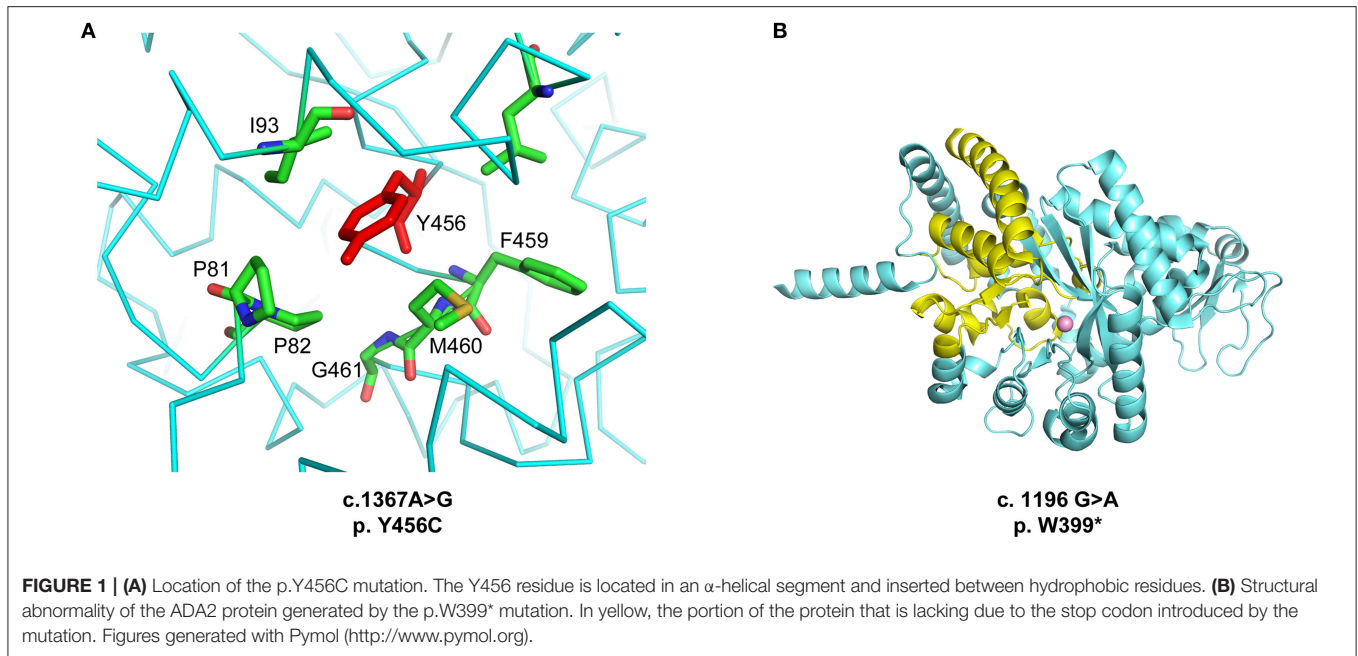 A
B
I93
Y456
F459
P81
P82
M460
G461
c.1367A>G
p. Y456C
c. 1196 G>A
p. W399*
FIGURE 1 | (A) Location of the p.Y456C mutation. The Y456 residue is located in an α-helical segment and inserted between hydrophobic residues. (B) Structural
abnormality of the ADA2 protein generated by the p.W399* mutation. In yellow, the portion of the protein that is lacking due to the stop codon introduced by the
mutation. Figures generated with Pymol (http://www.pymol.org).